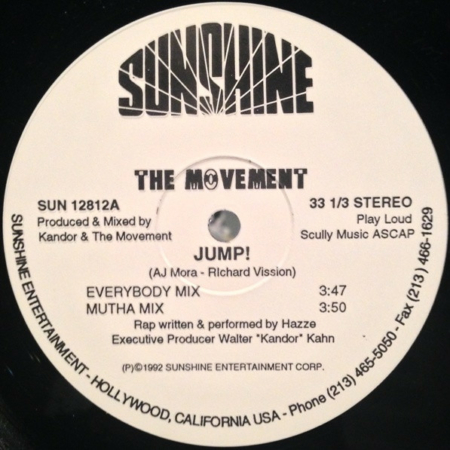 SUNSHINE
THE MOVEMENT
SUN 12812A
33 1/3 STEREO
Produced & Mixed by
Kandor & The Movement
Play Loud
Scully Music ASCAP
JUMP!
(AJ Mora - RIchard Vission)
EVERYBODY MIX 3:47
MUTHA MIX 3:50
Rap written & performed by Hazze
Executive Producer Walter "Kandor" Kahn
(P)©1992 SUNSHINE ENTERTAINMENT CORP.
SUNSHINE ENTERTAINMENT - HOLLYWOOD, CALIFORNIA USA - Phone (213) 465-5050 - Fax (213) 466-1629